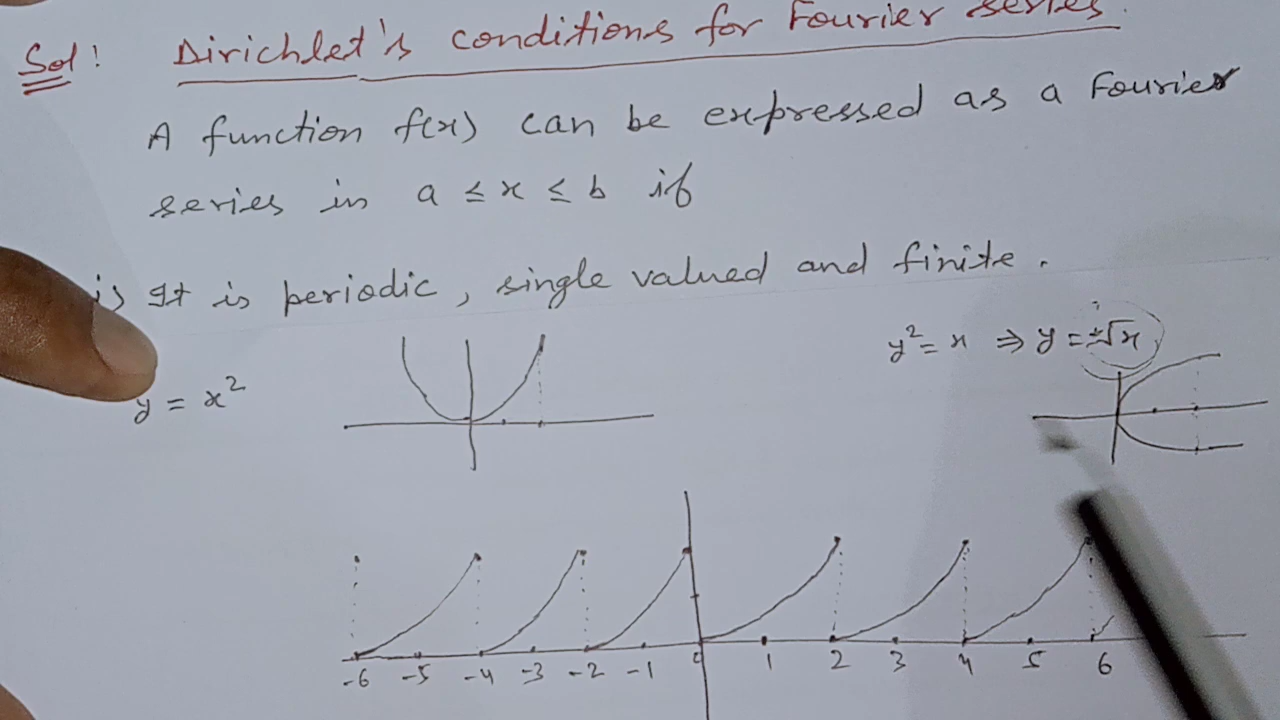 Sol! Dirichlet's conditions for Fourier series.
A function f(x) can be expressed as a Fourier
series in a ≤ x ≤ b if
i) It is periodic, single valued and finite.
y = x²
y² = x ⇒ y = ±√x
-6 -5 -4 -3 -2 -1 0 1 2 3 4 5 6